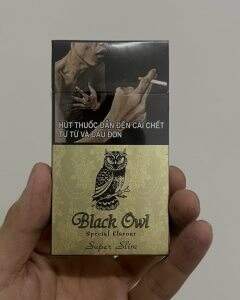 HÚT THUỐC DẪN ĐẾN CÁI CHẾT
TỪ TỪ VÀ ĐAU ĐỚN
Black Owl
Special Flavour
Super Slim